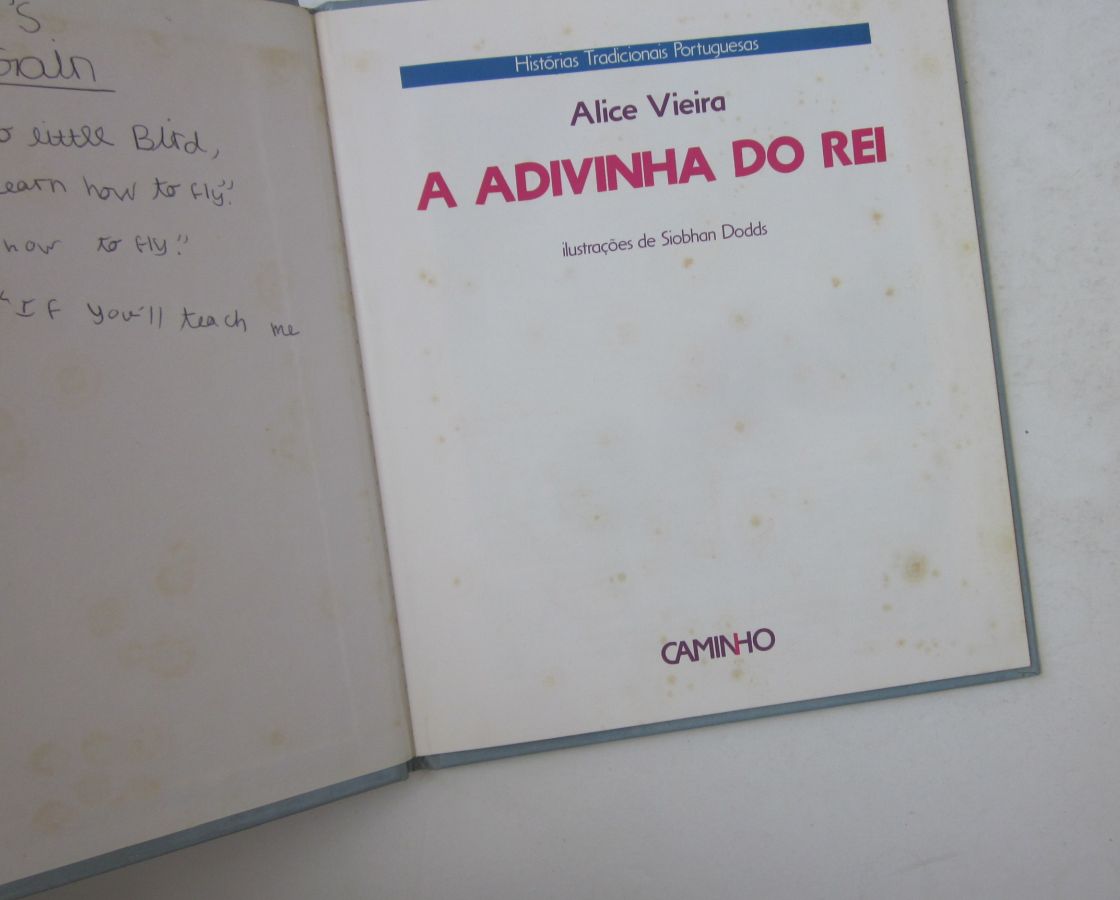 's
little Bird,
learn how to fly."
how to fly."
"If you'll teach me
Histórias Tradicionais Portuguesas
Alice Vieira
A ADIVINHA DO REI
ilustrações de Siobhan Dodds
CAMINHO